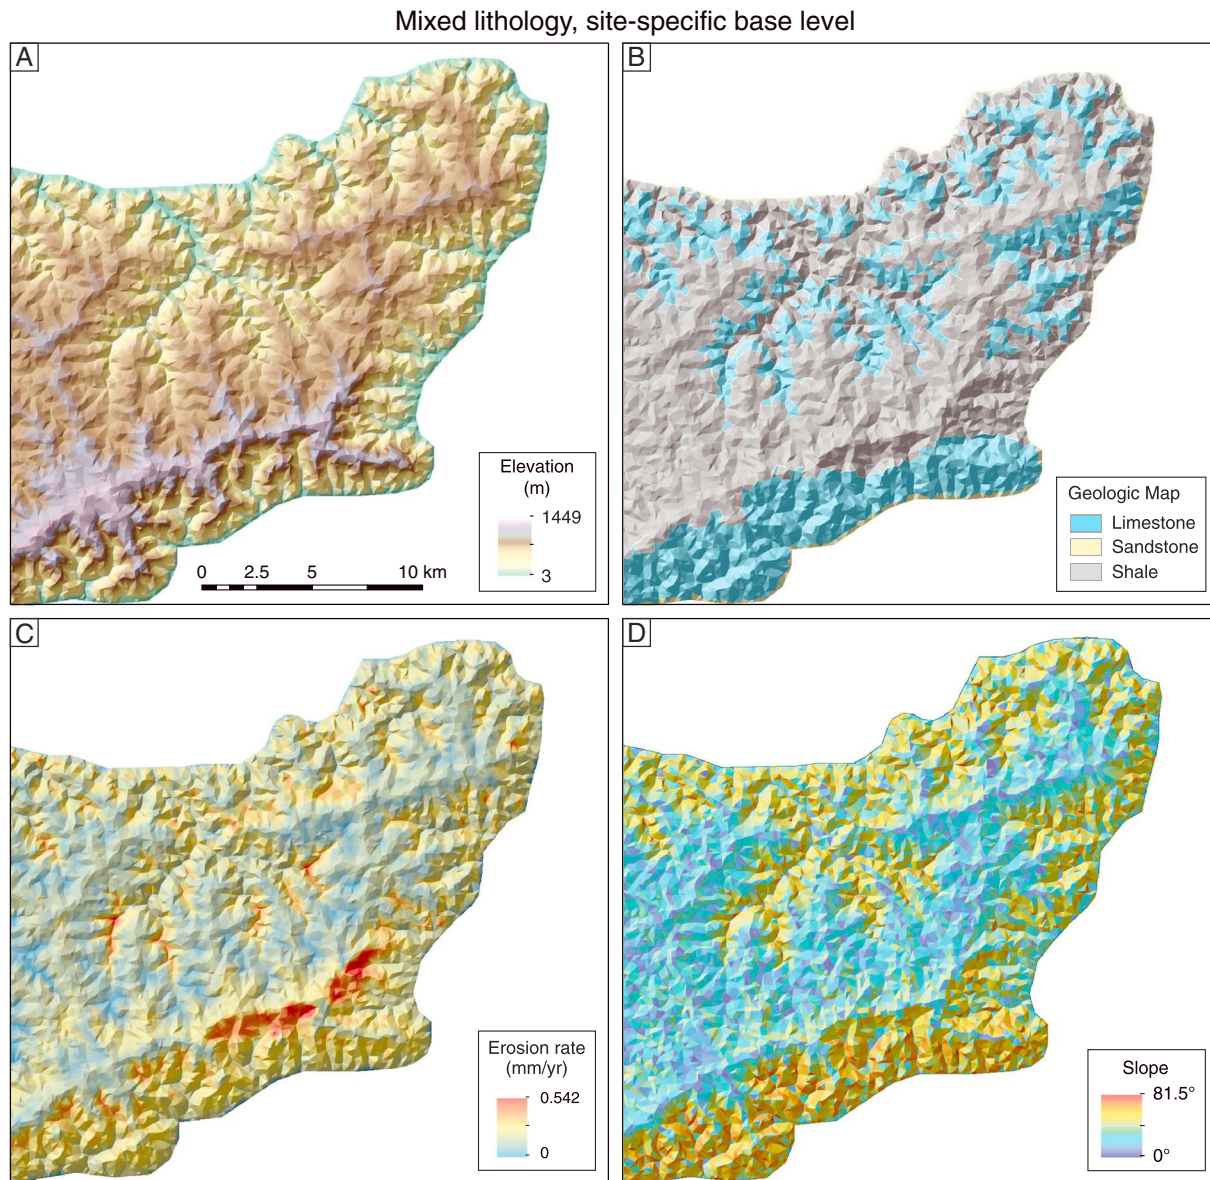 Mixed lithology, site-specific base level
A
B
Elevation
(m)
1449
3
0 2.5 5 10 km
Geologic Map
Limestone
Sandstone
Shale
C
D
Erosion rate
(mm/yr)
0.542
0
Slope
81.5°
0°